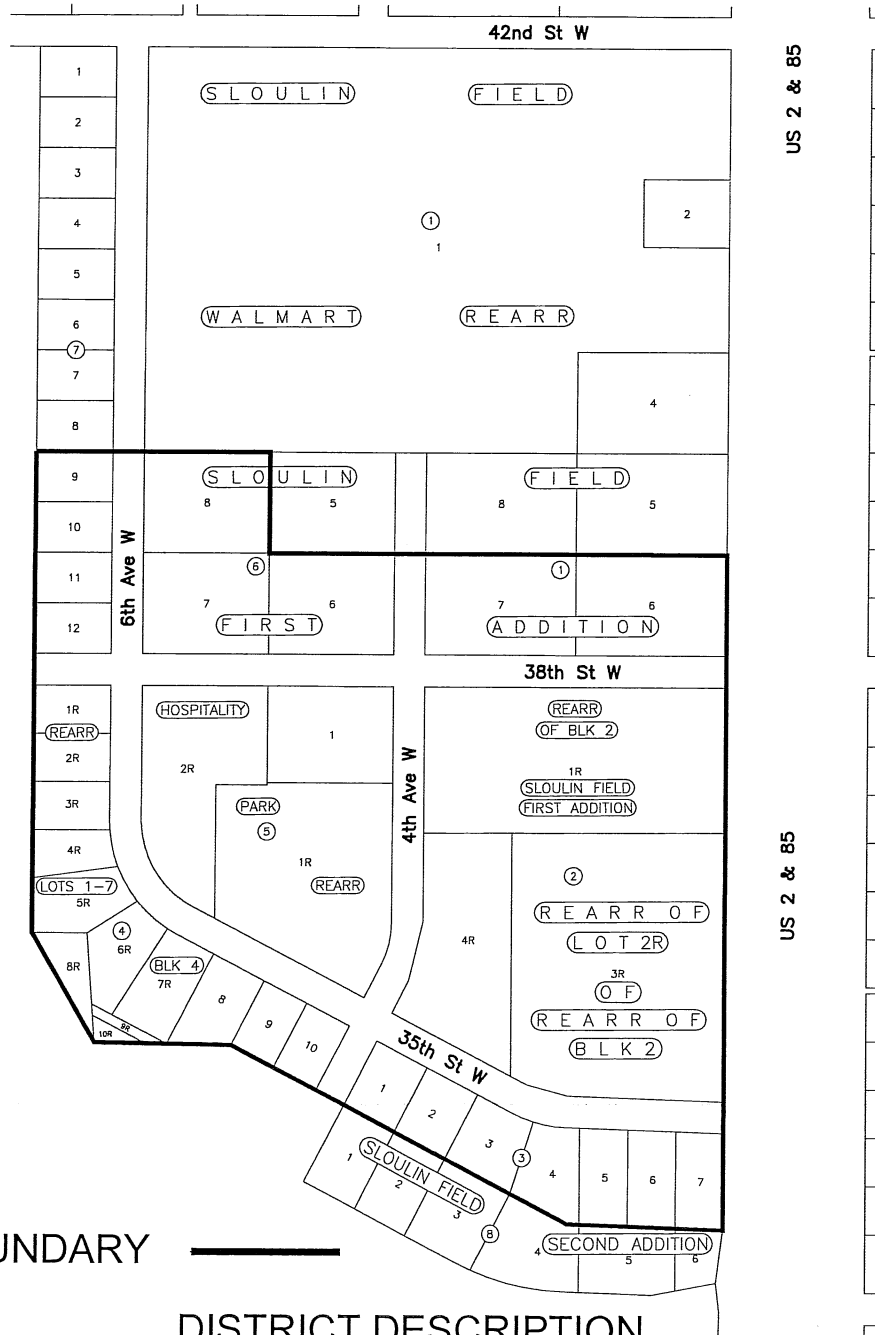 42nd St W
US 2 & 85
1
2
3
4
5
6
7
7
8
SLOULIN FIELD
1
1
2
WALMART REARR
4
9
10
11
12
6th Ave W
SLOULIN FIELD
8 5 8 5
6 1
7 6 7 6
FIRST ADDITION
38th St W
1R
REARR
2R
3R
4R
LOTS 1-7
5R
4
6R
8R
BLK 4
7R
9R
10R
8
9
10
HOSPITALITY
1
2R
PARK
5
1R
REARR
4th Ave W
REARR
OF BLK 2
1R
SLOULIN FIELD
FIRST ADDITION
2
4R
REARR OF
LOT 2R
3R
OF
REARR OF
BLK 2
US 2 & 85
35th St W
1
2
3
3
4
5
6
7
1
SLOULIN FIELD
2
3
8
4
SECOND ADDITION
5
6
UNDARY
DISTRICT DESCRIPTION